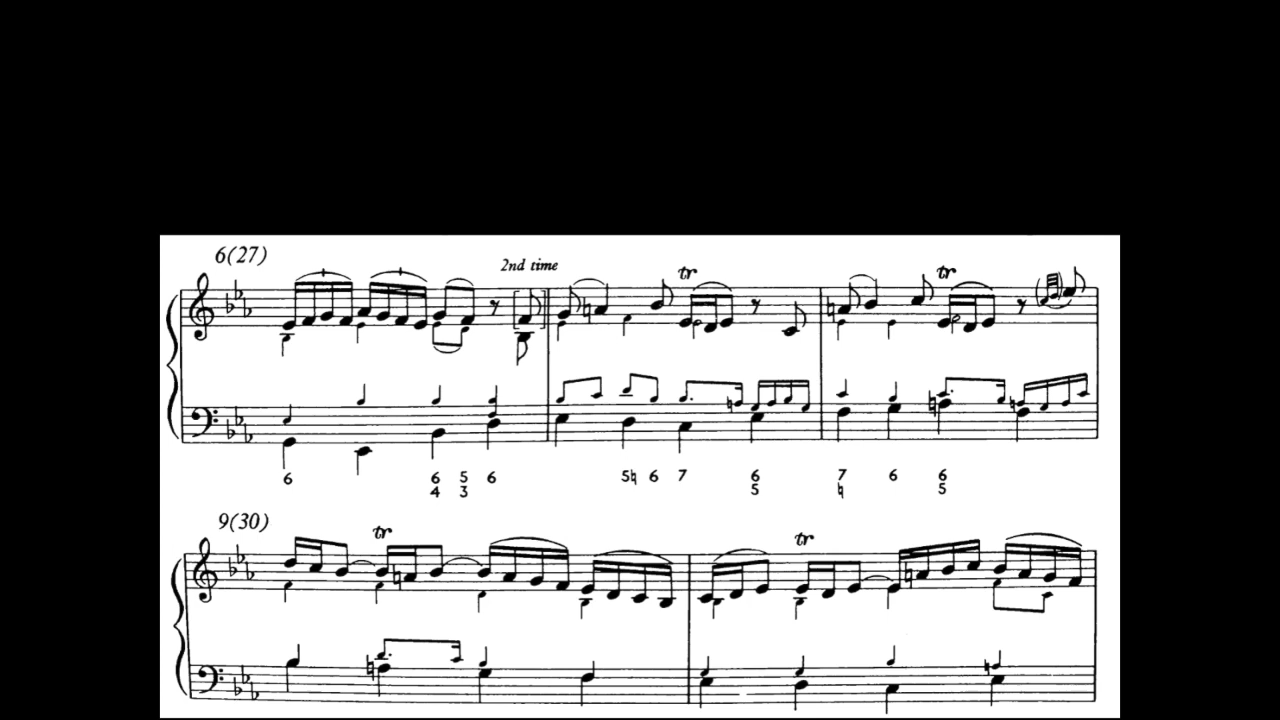 6(27)
2nd time
tr tr
6 6 5 6 5♮ 6 7 6 7 6 6
4 3 5 ♮ 5
9(30)
tr tr